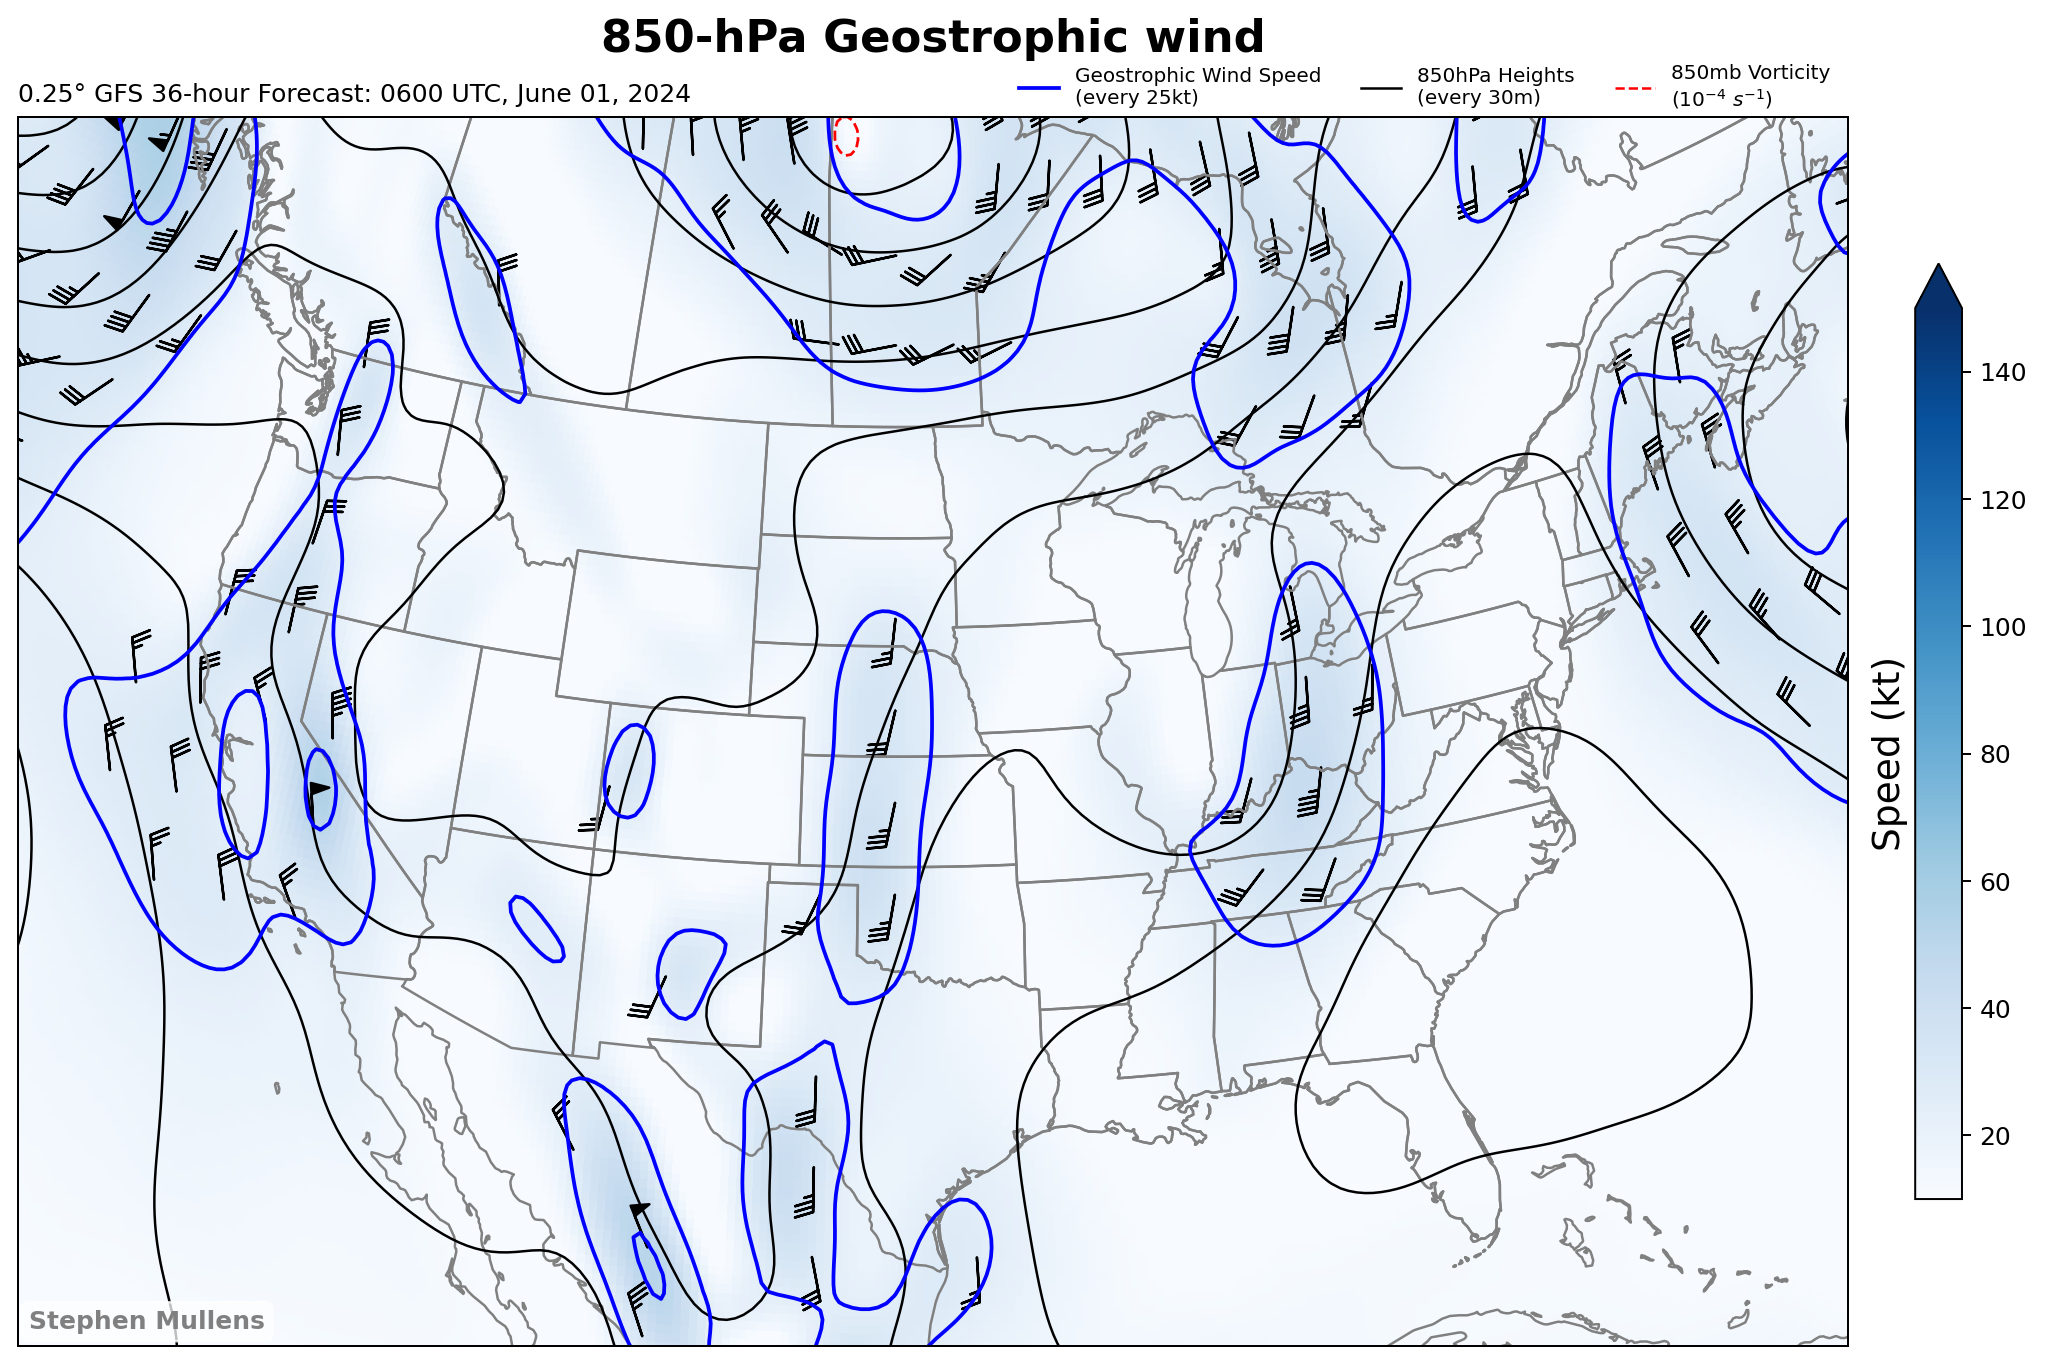 850-hPa Geostrophic wind
0.25° GFS 36-hour Forecast: 0600 UTC, June 01, 2024
Geostrophic Wind Speed
(every 25kt)
850hPa Heights
(every 30m)
850mb Vorticity
(10⁻⁴ s⁻¹)
140
120
100
80
60
40
20
Speed (kt)
Stephen Mullens